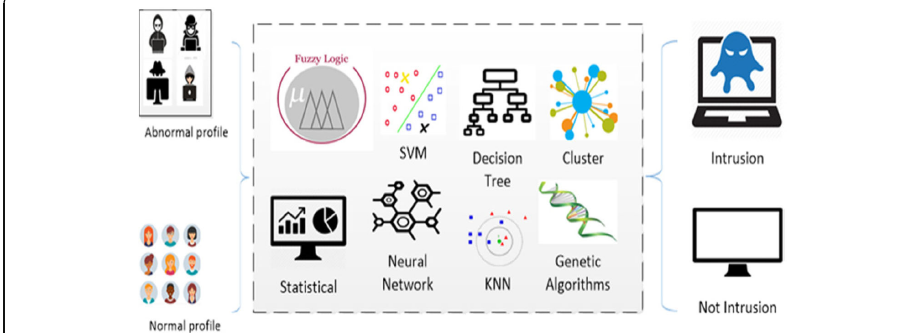 Abnormal profile
Normal profile
Fuzzy Logic
μ
SVM
Decision
Tree
Cluster
Statistical
Neural
Network
KNN
Genetic
Algorithms
Intrusion
Not Intrusion